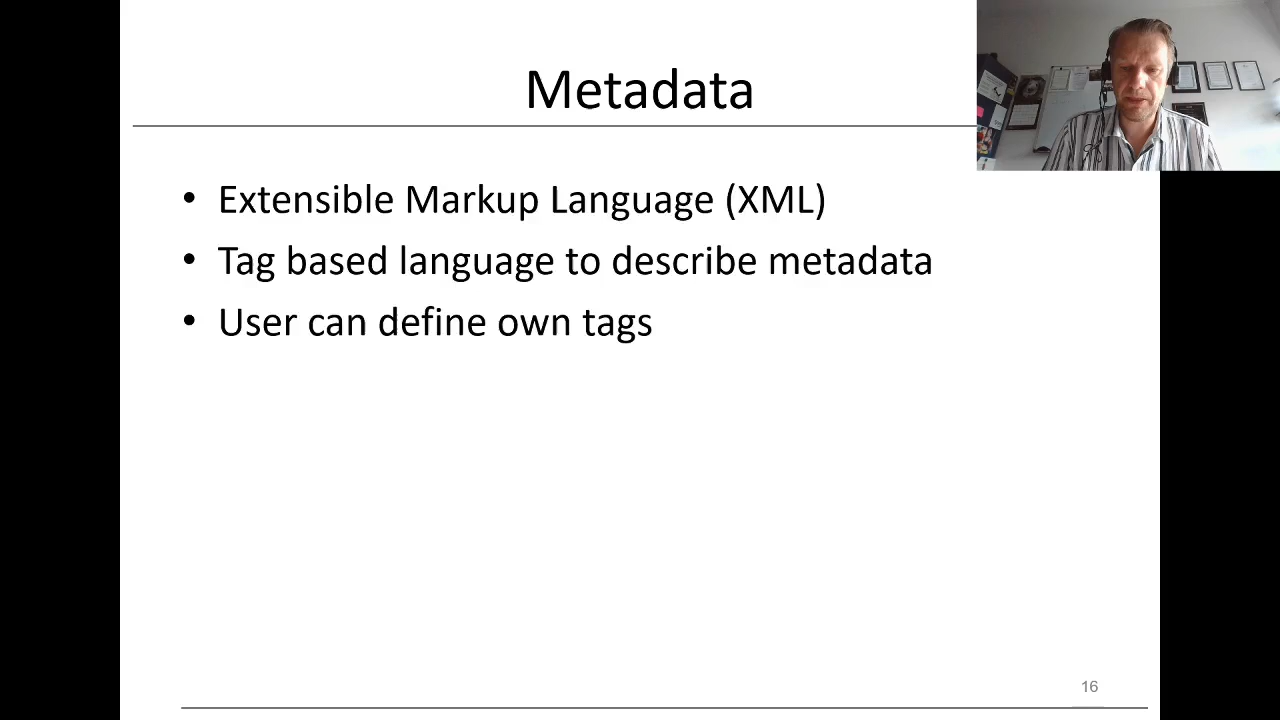 Metadata
• Extensible Markup Language (XML)
• Tag based language to describe metadata
• User can define own tags
16